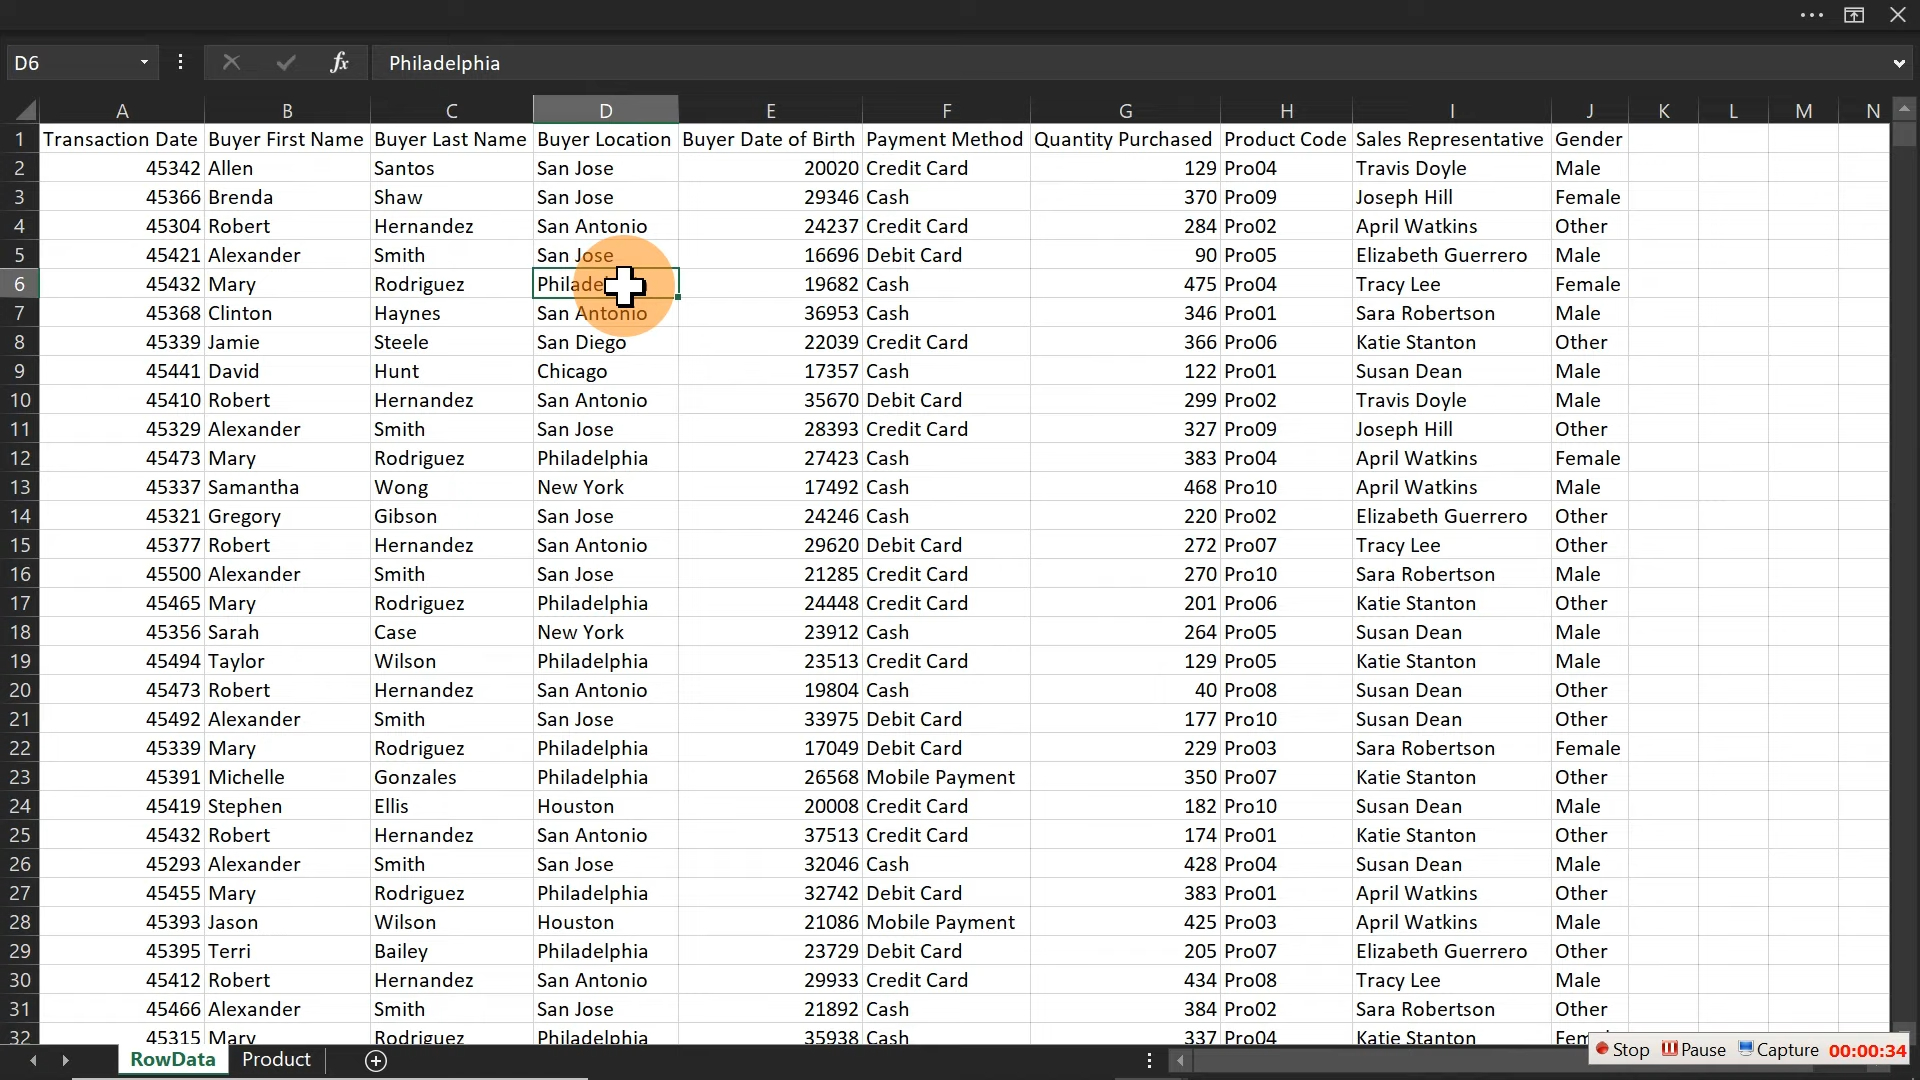 D6 fx Philadelphia
A B C D E F G H I J K L M N
1 Transaction Date Buyer First Name Buyer Last Name Buyer Location Buyer Date of Birth Payment Method Quantity Purchased Product Code Sales Representative Gender
2 45342 Allen Santos San Jose 20020 Credit Card 129 Pro04 Travis Doyle Male
3 45366 Brenda Shaw San Jose 29346 Cash 370 Pro09 Joseph Hill Female
4 45304 Robert Hernandez San Antonio 24237 Credit Card 284 Pro02 April Watkins Other
5 45421 Alexander Smith San Jose 16696 Debit Card 90 Pro05 Elizabeth Guerrero Male
6 45432 Mary Rodriguez 19682 Cash 475 Pro04 Tracy Lee Female
7 45368 Clinton Haynes San Antonio 36953 Cash 346 Pro01 Sara Robertson Male
8 45339 Jamie Steele San Diego 22039 Credit Card 366 Pro06 Katie Stanton Other
9 45441 David Hunt Chicago 17357 Cash 122 Pro01 Susan Dean Male
10 45410 Robert Hernandez San Antonio 35670 Debit Card 299 Pro02 Travis Doyle Male
11 45329 Alexander Smith San Jose 28393 Credit Card 327 Pro09 Joseph Hill Other
12 45473 Mary Rodriguez Philadelphia 27423 Cash 383 Pro04 April Watkins Female
13 45337 Samantha Wong New York 17492 Cash 468 Pro10 April Watkins Male
14 45321 Gregory Gibson San Jose 24246 Cash 220 Pro02 Elizabeth Guerrero Other
15 45377 Robert Hernandez San Antonio 29620 Debit Card 272 Pro07 Tracy Lee Other
16 45500 Alexander Smith San Jose 21285 Credit Card 270 Pro10 Sara Robertson Male
17 45465 Mary Rodriguez Philadelphia 24448 Credit Card 201 Pro06 Katie Stanton Other
18 45356 Sarah Case New York 23912 Cash 264 Pro05 Susan Dean Male
19 45494 Taylor Wilson Philadelphia 23513 Credit Card 129 Pro05 Katie Stanton Male
20 45473 Robert Hernandez San Antonio 19804 Cash 40 Pro08 Susan Dean Other
21 45492 Alexander Smith San Jose 33975 Debit Card 177 Pro10 Susan Dean Other
22 45339 Mary Rodriguez Philadelphia 17049 Debit Card 229 Pro03 Sara Robertson Female
23 45391 Michelle Gonzales Philadelphia 26568 Mobile Payment 350 Pro07 Katie Stanton Other
24 45419 Stephen Ellis Houston 20008 Credit Card 182 Pro10 Susan Dean Male
25 45432 Robert Hernandez San Antonio 37513 Credit Card 174 Pro01 Katie Stanton Other
26 45293 Alexander Smith San Jose 32046 Cash 428 Pro04 Susan Dean Male
27 45455 Mary Rodriguez Philadelphia 32742 Debit Card 383 Pro01 April Watkins Other
28 45393 Jason Wilson Houston 21086 Mobile Payment 425 Pro03 April Watkins Male
29 45395 Terri Bailey Philadelphia 23729 Debit Card 205 Pro07 Elizabeth Guerrero Other
30 45412 Robert Hernandez San Antonio 29933 Credit Card 434 Pro08 Tracy Lee Male
31 45466 Alexander Smith San Jose 21892 Cash 384 Pro02 Sara Robertson Other
32 45315 Mary Rodriguez Philadelphia 35938 Cash 337 Pro04 Katie Stanton
Stop Pause Capture 00:00:34
RowData Product